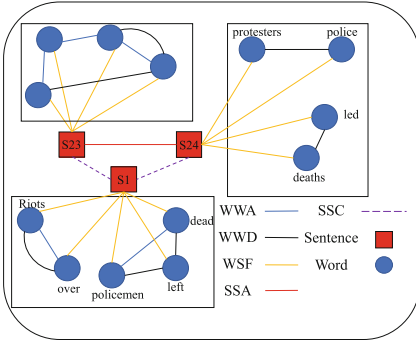 protesters
police
led
deaths
S23
S24
S1
Riots
over
policemen
left
dead
WWA
SSC
WWD
Sentence
WSF
Word
SSA